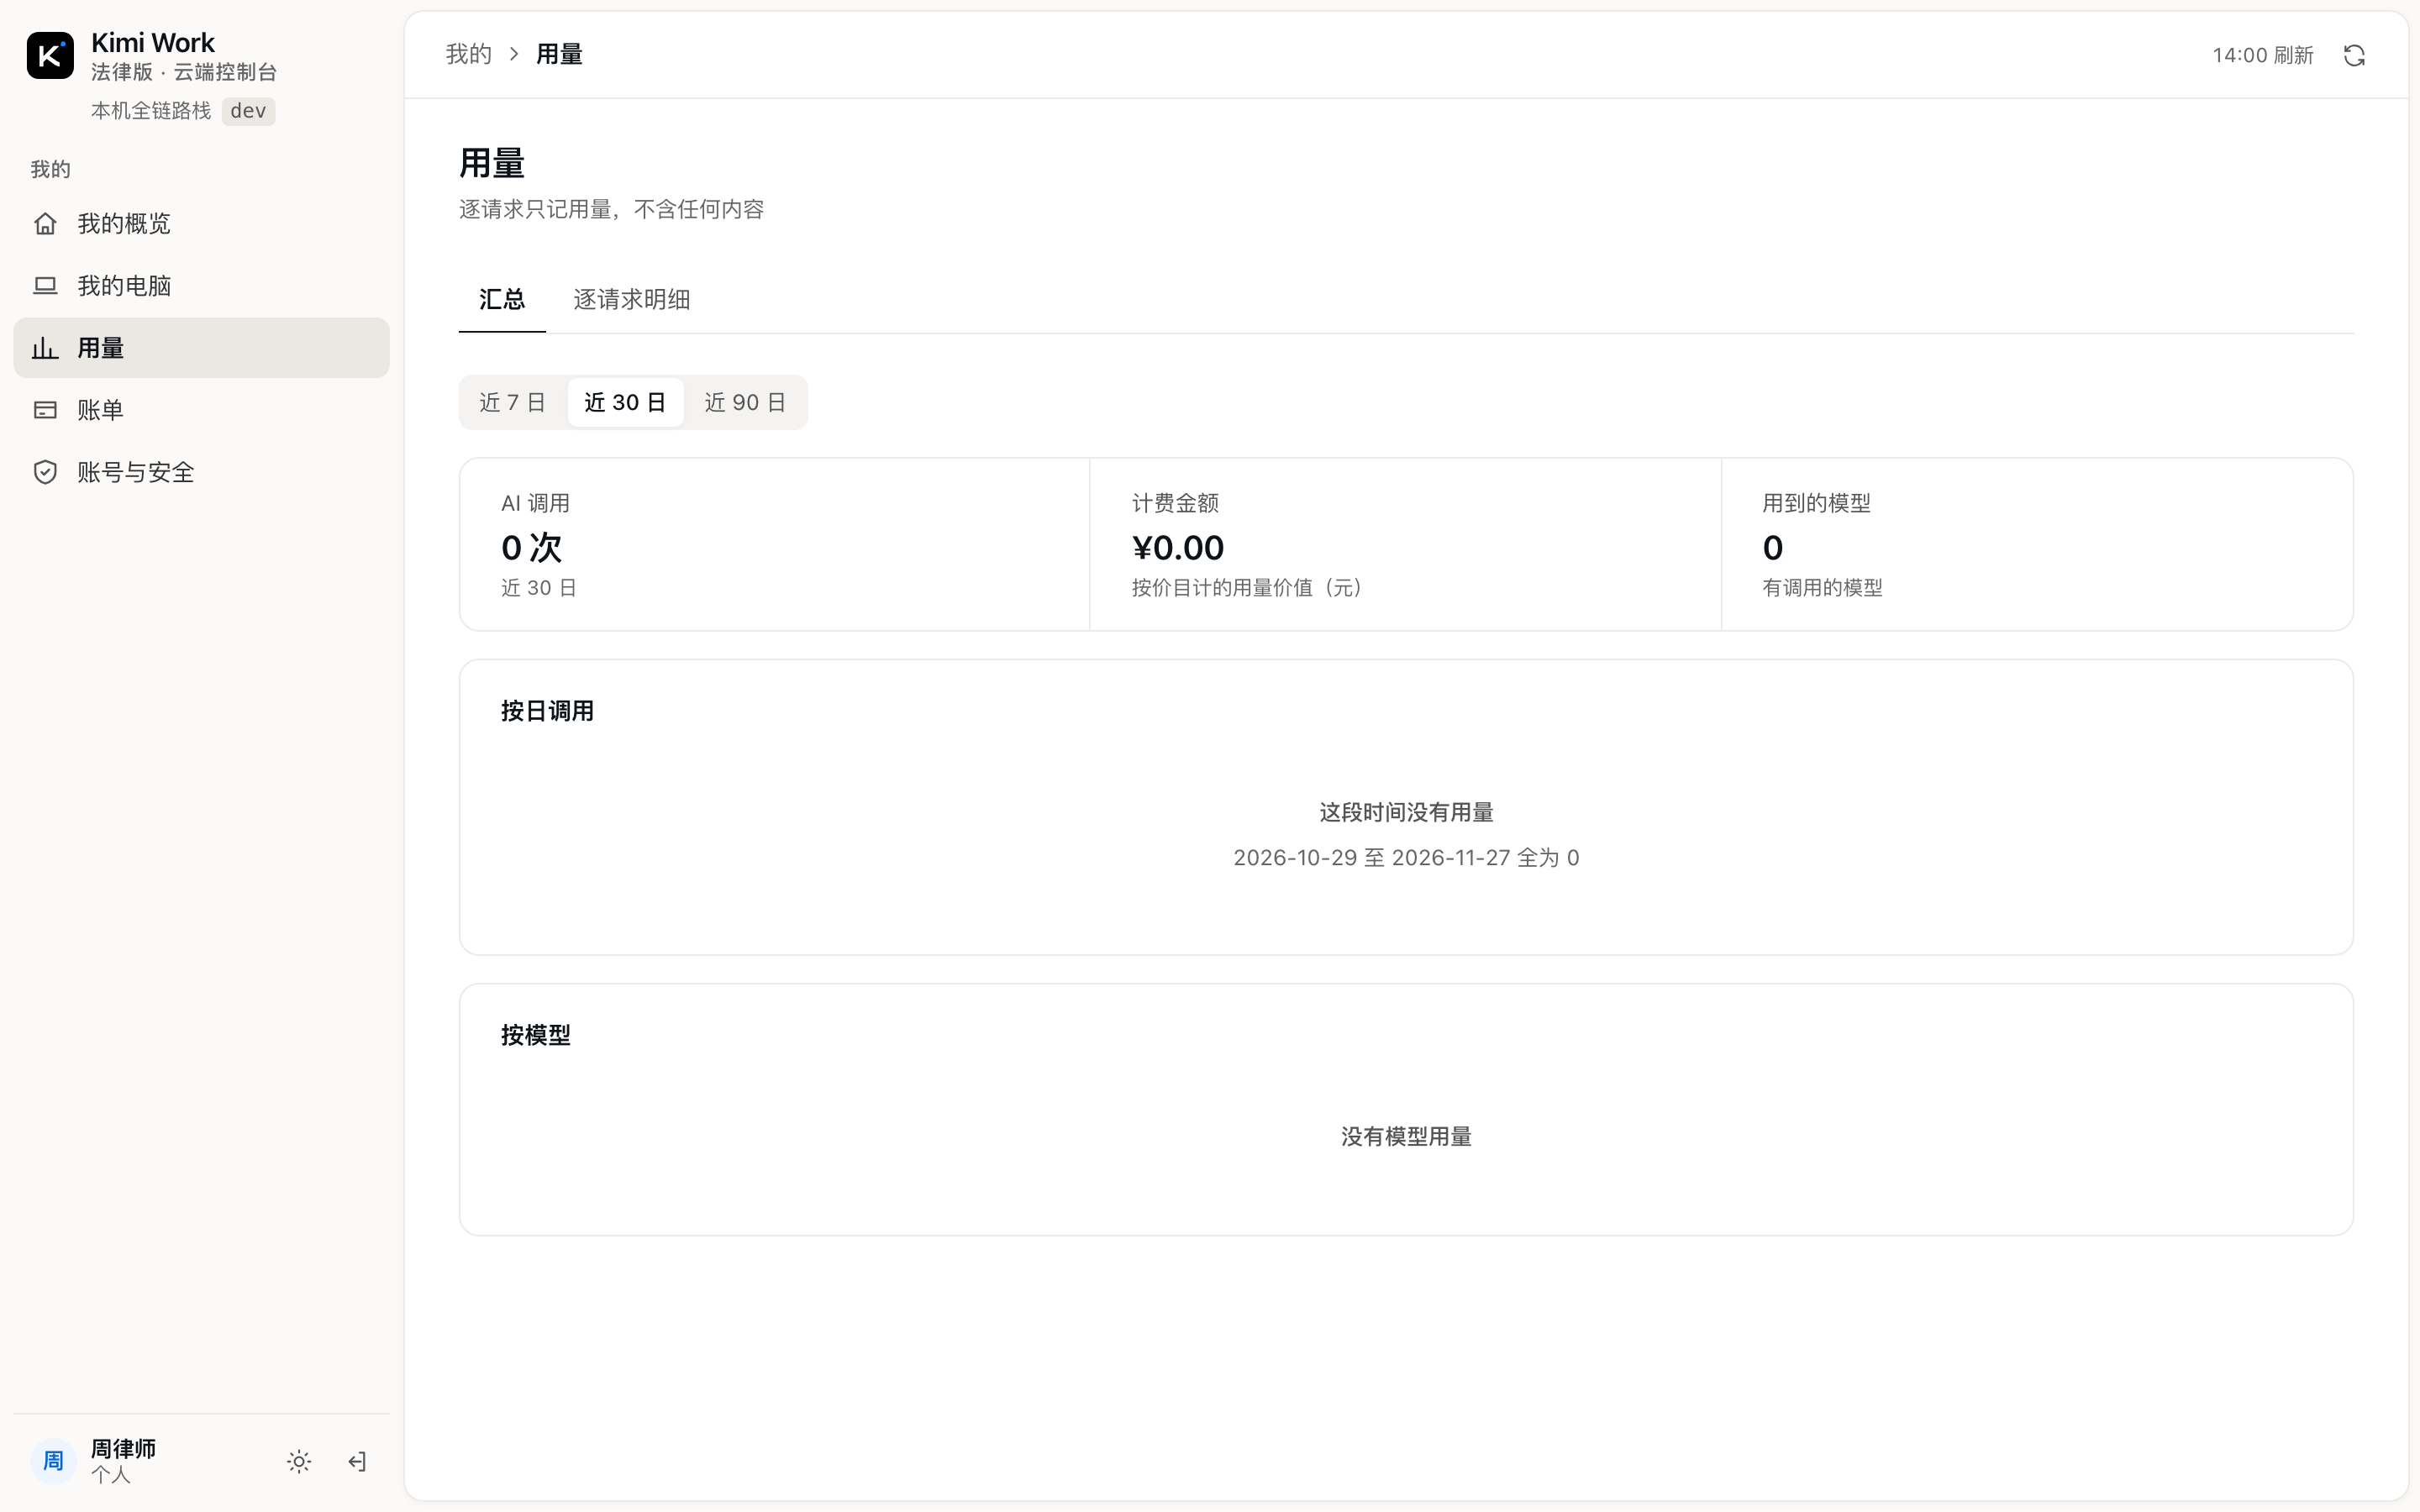 Kimi Work
法律版 · 云端控制台
本机全链路栈 dev
我的
我的概览
我的电脑
用量
账单
账号与安全
周
周律师
个人
我的 > 用量
14:00 刷新
用量
逐请求只记用量，不含任何内容
汇总 逐请求明细
近 7 日 近 30 日 近 90 日
AI 调用
0 次
近 30 日
计费金额
¥0.00
按价目计的用量价值（元）
用到的模型
0
有调用的模型
按日调用
这段时间没有用量
2026-10-29 至 2026-11-27 全为 0
按模型
没有模型用量